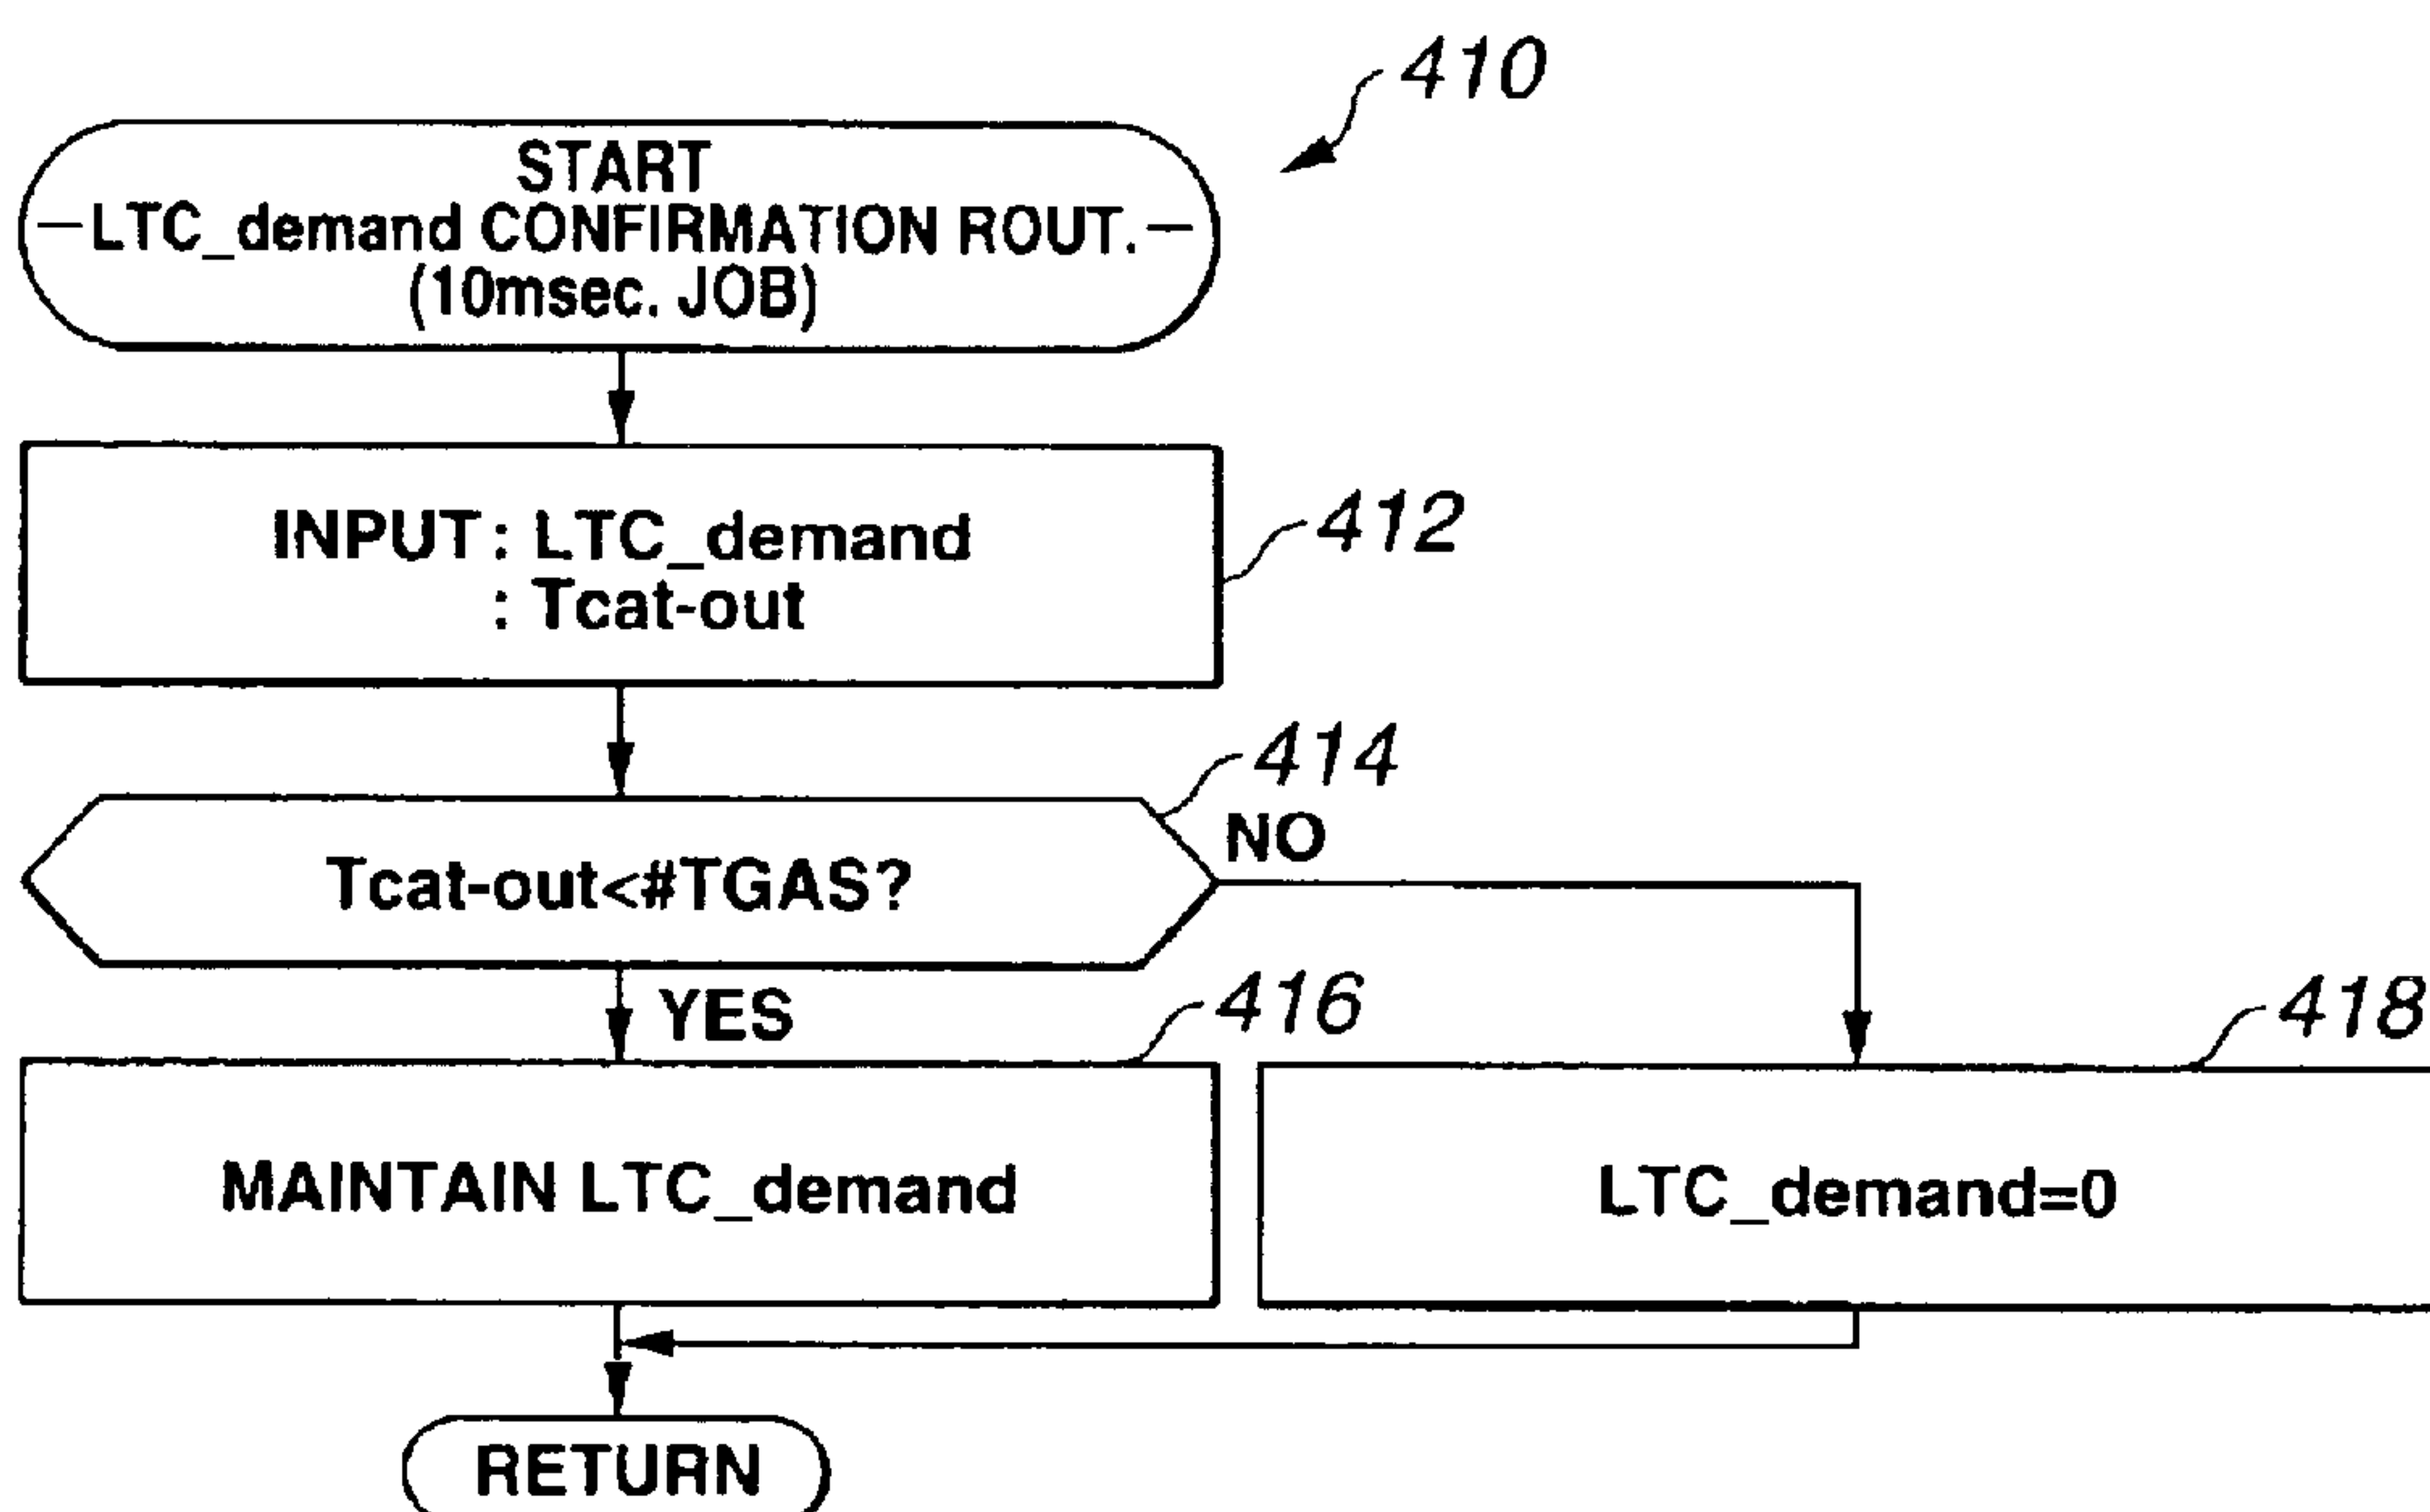 410
START
—LTC_demand CONFIRMATION ROUT.—
(10msec. JOB)
INPUT: LTC_demand
: Tcat-out
412
414
Tcat-out<#TGAS?
NO
YES
416
418
MAINTAIN LTC_demand
LTC_demand=0
RETURN